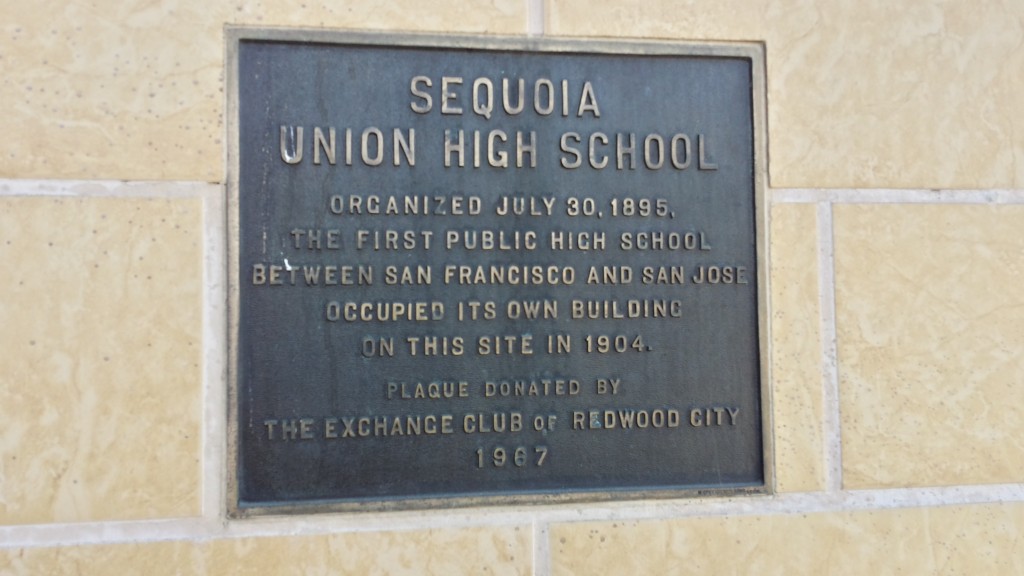 SEQUOIA
UNION HIGH SCHOOL
ORGANIZED JULY 30, 1895,
THE FIRST PUBLIC HIGH SCHOOL
BETWEEN SAN FRANCISCO AND SAN JOSE
OCCUPIED ITS OWN BUILDING
ON THIS SITE IN 1904.
PLAQUE DONATED BY
THE EXCHANGE CLUB OF REDWOOD CITY
1967